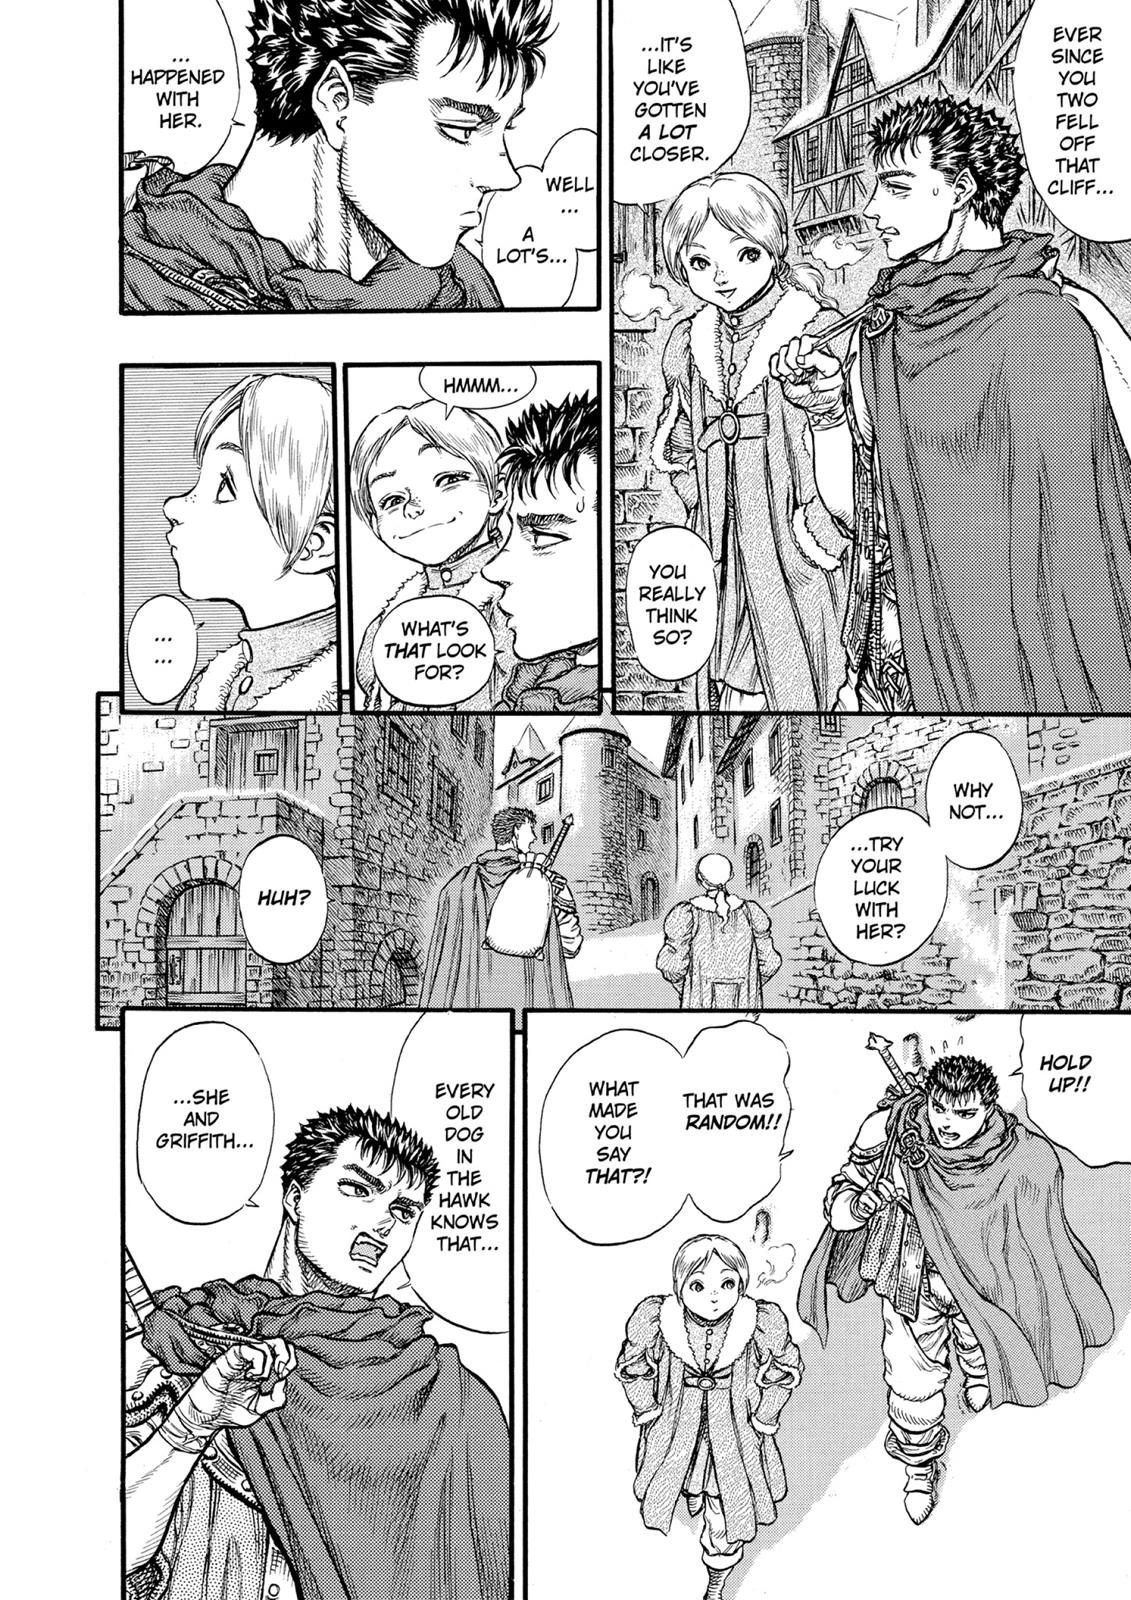 EVER
SINCE
YOU
TWO
FELL
OFF
THAT
CLIFF...
...IT'S
LIKE
YOU'VE
GOTTEN
A LOT
CLOSER.
YOU
REALLY
THINK
SO?
WELL
...
A
LOT'S...
...
HAPPENED
WITH
HER.
HMMM...
WHAT'S
THAT LOOK
FOR?
...
...
WHY
NOT...
...TRY
YOUR
LUCK
WITH
HER?
HUH?
HOLD
UP!!
THAT WAS
RANDOM!!
WHAT
MADE
YOU
SAY
THAT?!
EVERY
OLD
DOG
IN
THE
HAWK
KNOWS
THAT...
...SHE
AND
GRIFFITH...